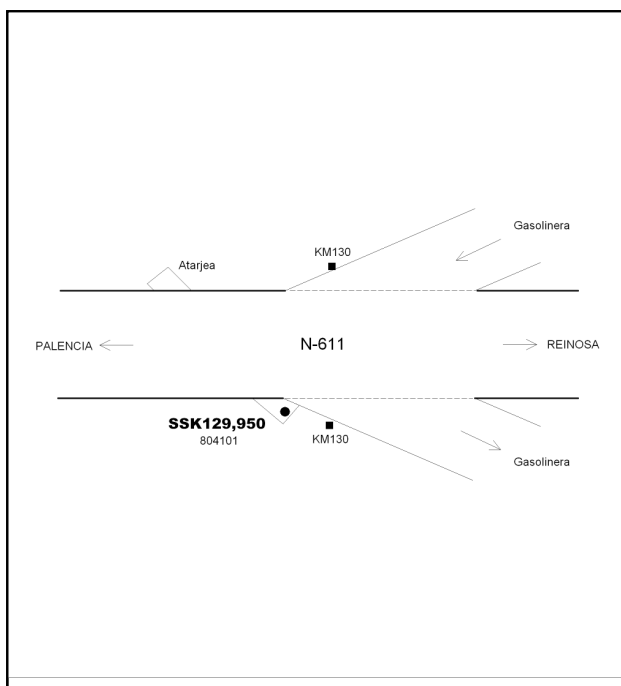 Gasolinera
KM130
Atarjea
PALENCIA
N-611
REINOSA
SSK129,950
804101
KM130
Gasolinera